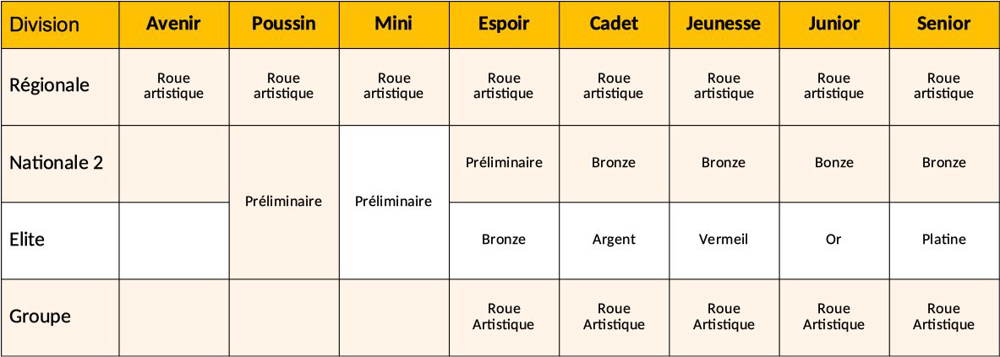 Division Avenir Poussin Mini Espoir Cadet Jeunesse Junior Senior
Régionale
Roue Roue Roue Roue Roue Roue Roue Roue
artistique artistique artistique artistique artistique artistique artistique artistique
Nationale 2 Préliminaire Bronze Bronze Bonze Bronze
Préliminaire Préliminaire
Elite Bronze Argent Vermeil Or Platine
Groupe
Roue Roue Roue Roue Roue
Artistique Artistique Artistique Artistique Artistique